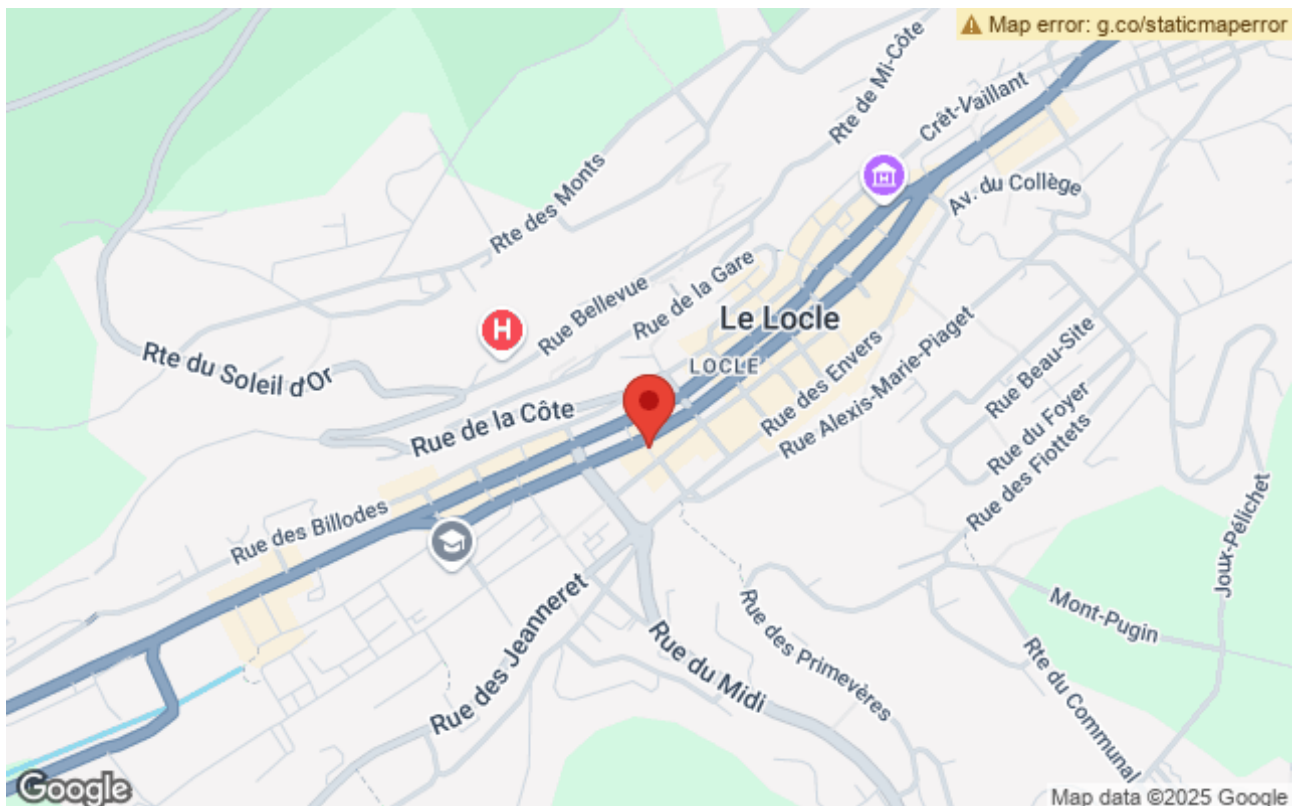 Map error: g.co/staticmaperror
Rte de Mi-Côte
Crêt-Vaillant
Rte des Monts
H
Av. du Collège
Rue Bellevue
Rue de la Gare
H
Le Locle
Rte du Soleil d'Or
LOCLE
Rue des Envers
Rue Alexis-Marie-Piaget
Rue Beau-Site
Rue de la Côte
Rue du Foyer
Rue des Fiottets
Rue des Billodes
Joux-Pélichet
Rue des Jeanneret
Mont-Pugin
Rue des Primevères
Rue du Midi
Rte du Communal
Google
Map data ©2025 Google